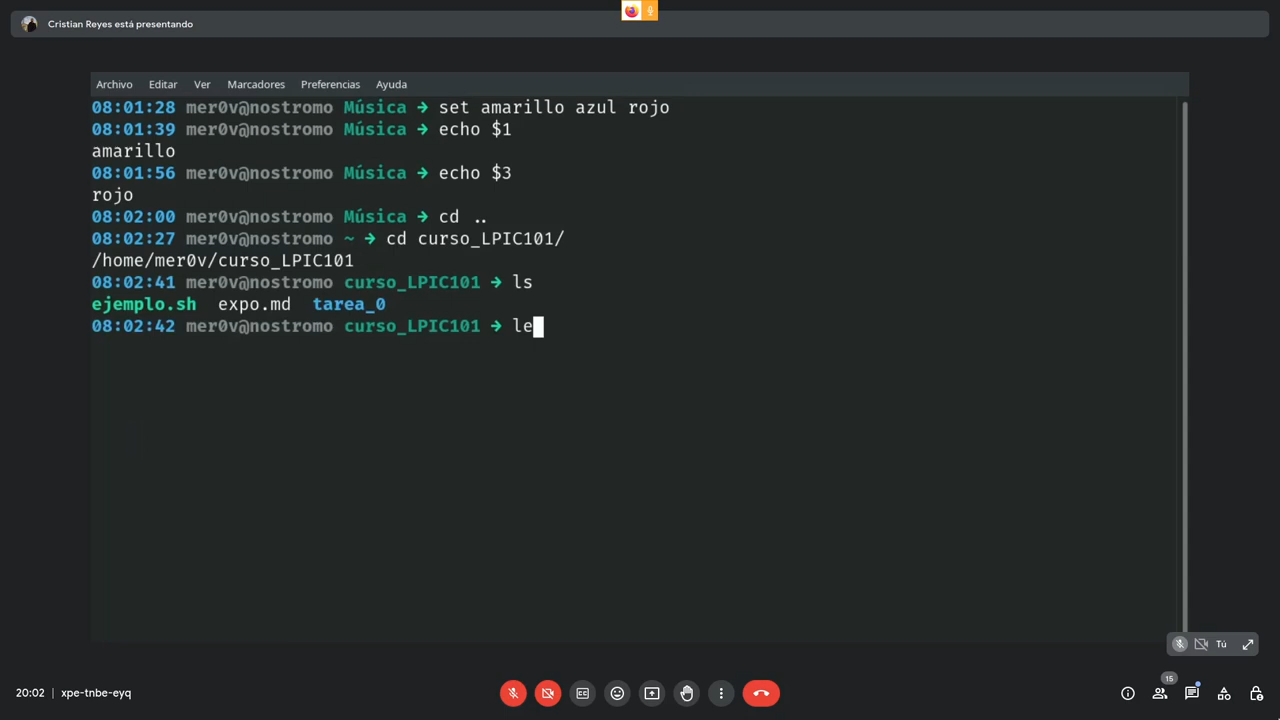 Cristian Reyes está presentando
Archivo Editar Ver Marcadores Preferencias Ayuda
08:01:28 mer0v@nostromo Música → set amarillo azul rojo
08:01:39 mer0v@nostromo Música → echo $1
amarillo
08:01:56 mer0v@nostromo Música → echo $3
rojo
08:02:00 mer0v@nostromo Música → cd ..
08:02:27 mer0v@nostromo ~ → cd curso_LPIC101/
/home/mer0v/curso_LPIC101
08:02:41 mer0v@nostromo curso_LPIC101 → ls
ejemplo.sh expo.md tarea_0
08:02:42 mer0v@nostromo curso_LPIC101 → le
Tú
15
20:02 | xpe-tnbe-eyq